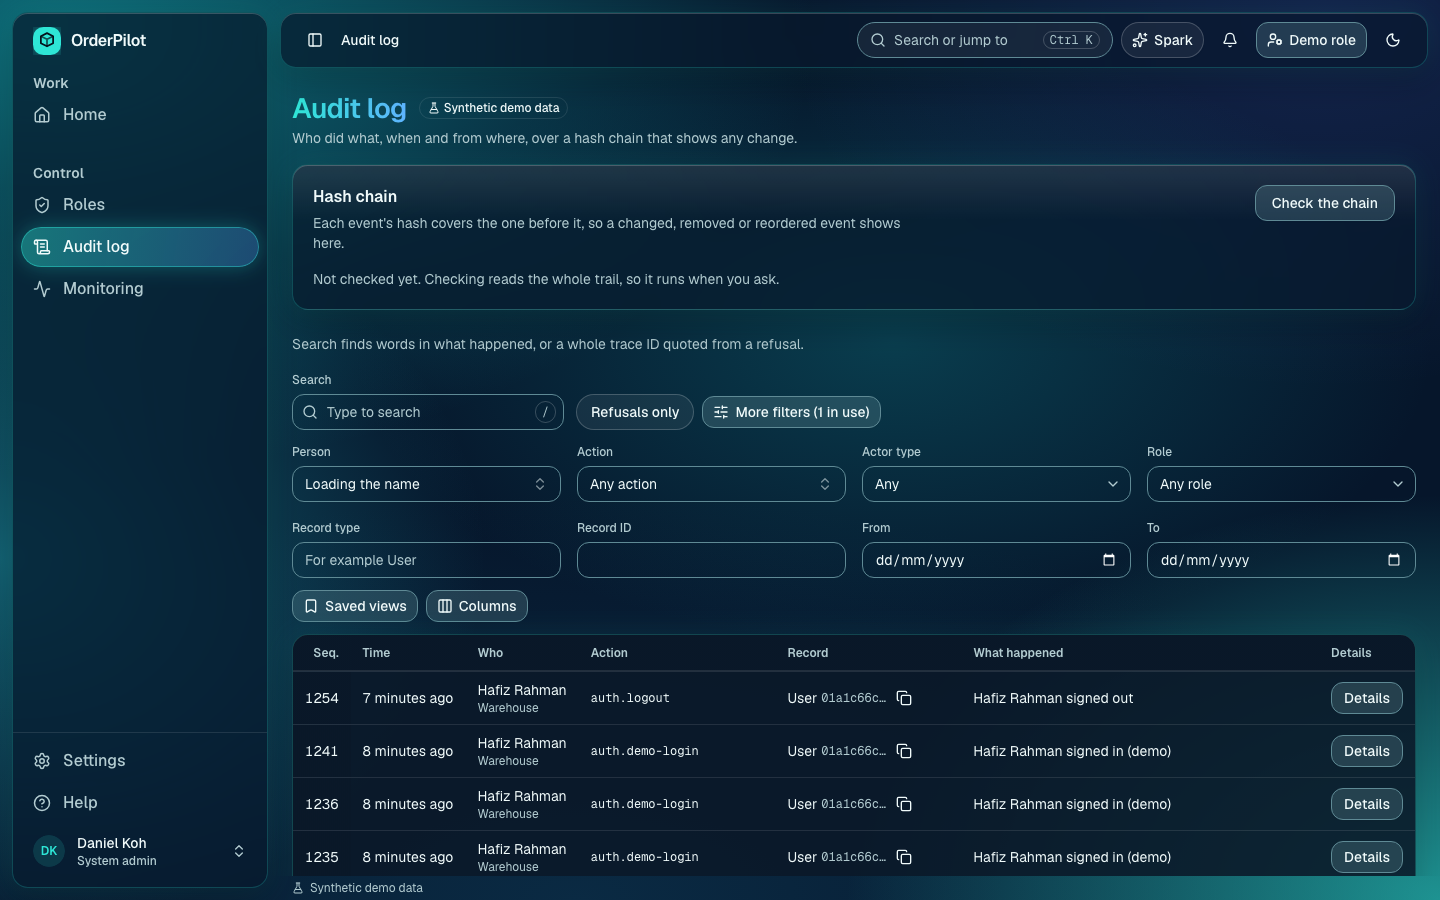 OrderPilot
Work
Home
Control
Roles
Audit log
Monitoring
Settings
Help
DK
Daniel Koh
System admin
Audit log
Search or jump to
Ctrl K
Spark
Demo role
Audit log
Synthetic demo data
Who did what, when and from where, over a hash chain that shows any change.
Hash chain
Each event's hash covers the one before it, so a changed, removed or reordered event shows
here.
Not checked yet. Checking reads the whole trail, so it runs when you ask.
Check the chain
Search finds words in what happened, or a whole trace ID quoted from a refusal.
Search
Type to search
/
Refusals only
More filters (1 in use)
Person
Action
Actor type
Role
Loading the name
Any action
Any
Any role
Record type
Record ID
From
To
For example User
dd/mm/yyyy
dd/mm/yyyy
Saved views
Columns
Seq. Time Who Action Record What happened Details
1254 7 minutes ago Hafiz Rahman auth.logout User 01a1c66c… Hafiz Rahman signed out Details
Warehouse
1241 8 minutes ago Hafiz Rahman auth.demo-login User 01a1c66c… Hafiz Rahman signed in (demo) Details
Warehouse
1236 8 minutes ago Hafiz Rahman auth.demo-login User 01a1c66c… Hafiz Rahman signed in (demo) Details
Warehouse
1235 8 minutes ago Hafiz Rahman auth.demo-login User 01a1c66c… Hafiz Rahman signed in (demo) Details
Warehouse
Synthetic demo data